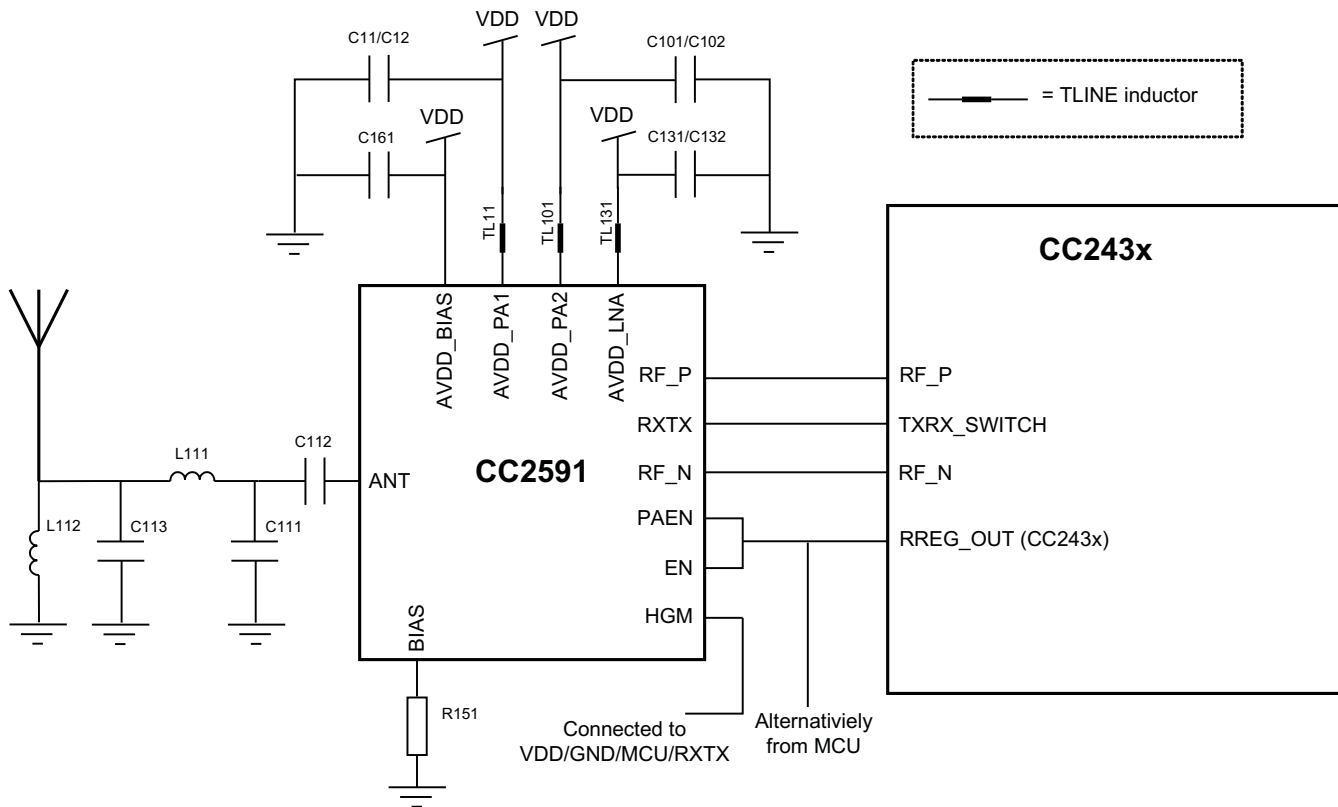 VDD
VDD
C11/C12
C101/C102
= TLINE inductor
VDD
VDD
C161
C131/C132
TL11
TL101
TL131
CC243x
AVDD_BIAS
AVDD_PA1
AVDD_PA2
AVDD_LNA
RF_P
RF_P
RXTX
TXRX_SWITCH
C112
L111
ANT
CC2591
RF_N
RF_N
L112
C113
C111
PAEN
RREG_OUT (CC243x)
EN
HGM
BIAS
R151
Connected to
VDD/GND/MCU/RXTX
Alternativiely
from MCU